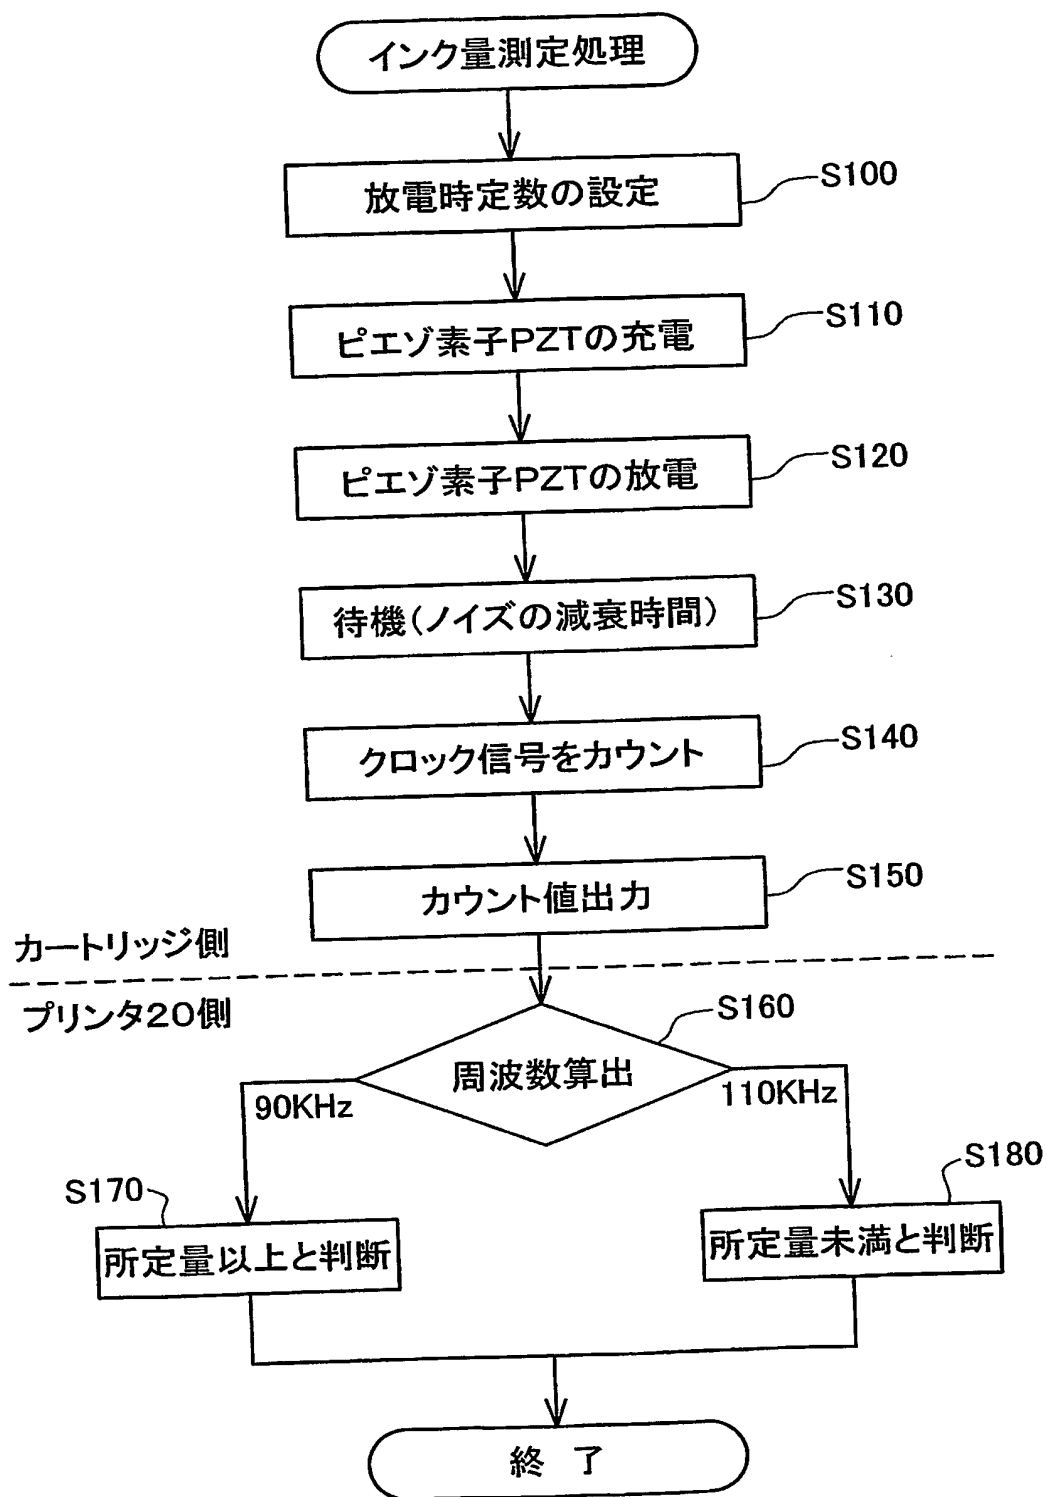 インク量測定処理
放電時定数の設定
S100
ピエゾ素子PZTの充電
S110
ピエゾ素子PZTの放電
S120
待機(ノイズの減衰時間)
S130
クロック信号をカウント
S140
カウント値出力
S150
カートリッジ側
プリンタ20側
S160
周波数算出
90KHz
110KHz
S170
S180
所定量以上と判断
所定量未満と判断
終 了